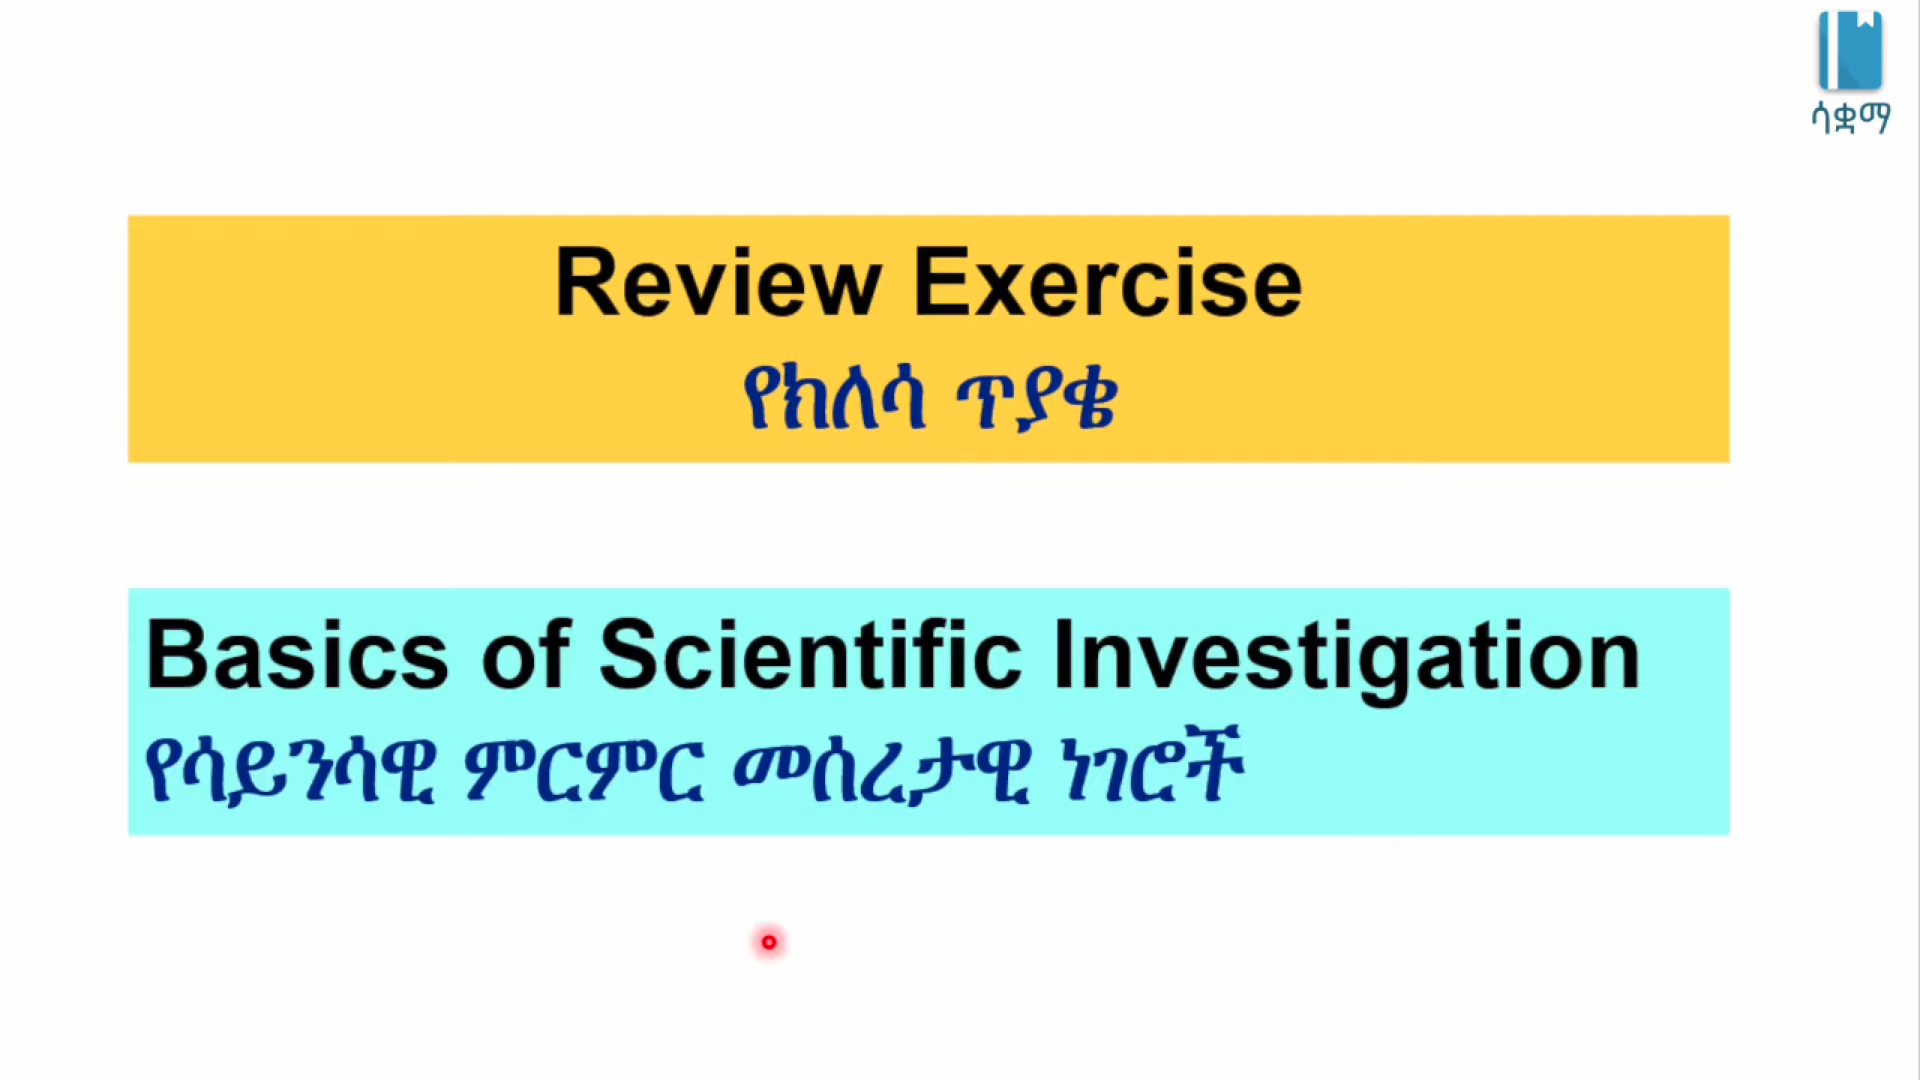 ሳቋማ
Review Exercise
የክለሳ ጥያቄ
Basics of Scientific Investigation
የሳይንሳዊ ምርምር መሰረታዊ ነገሮች